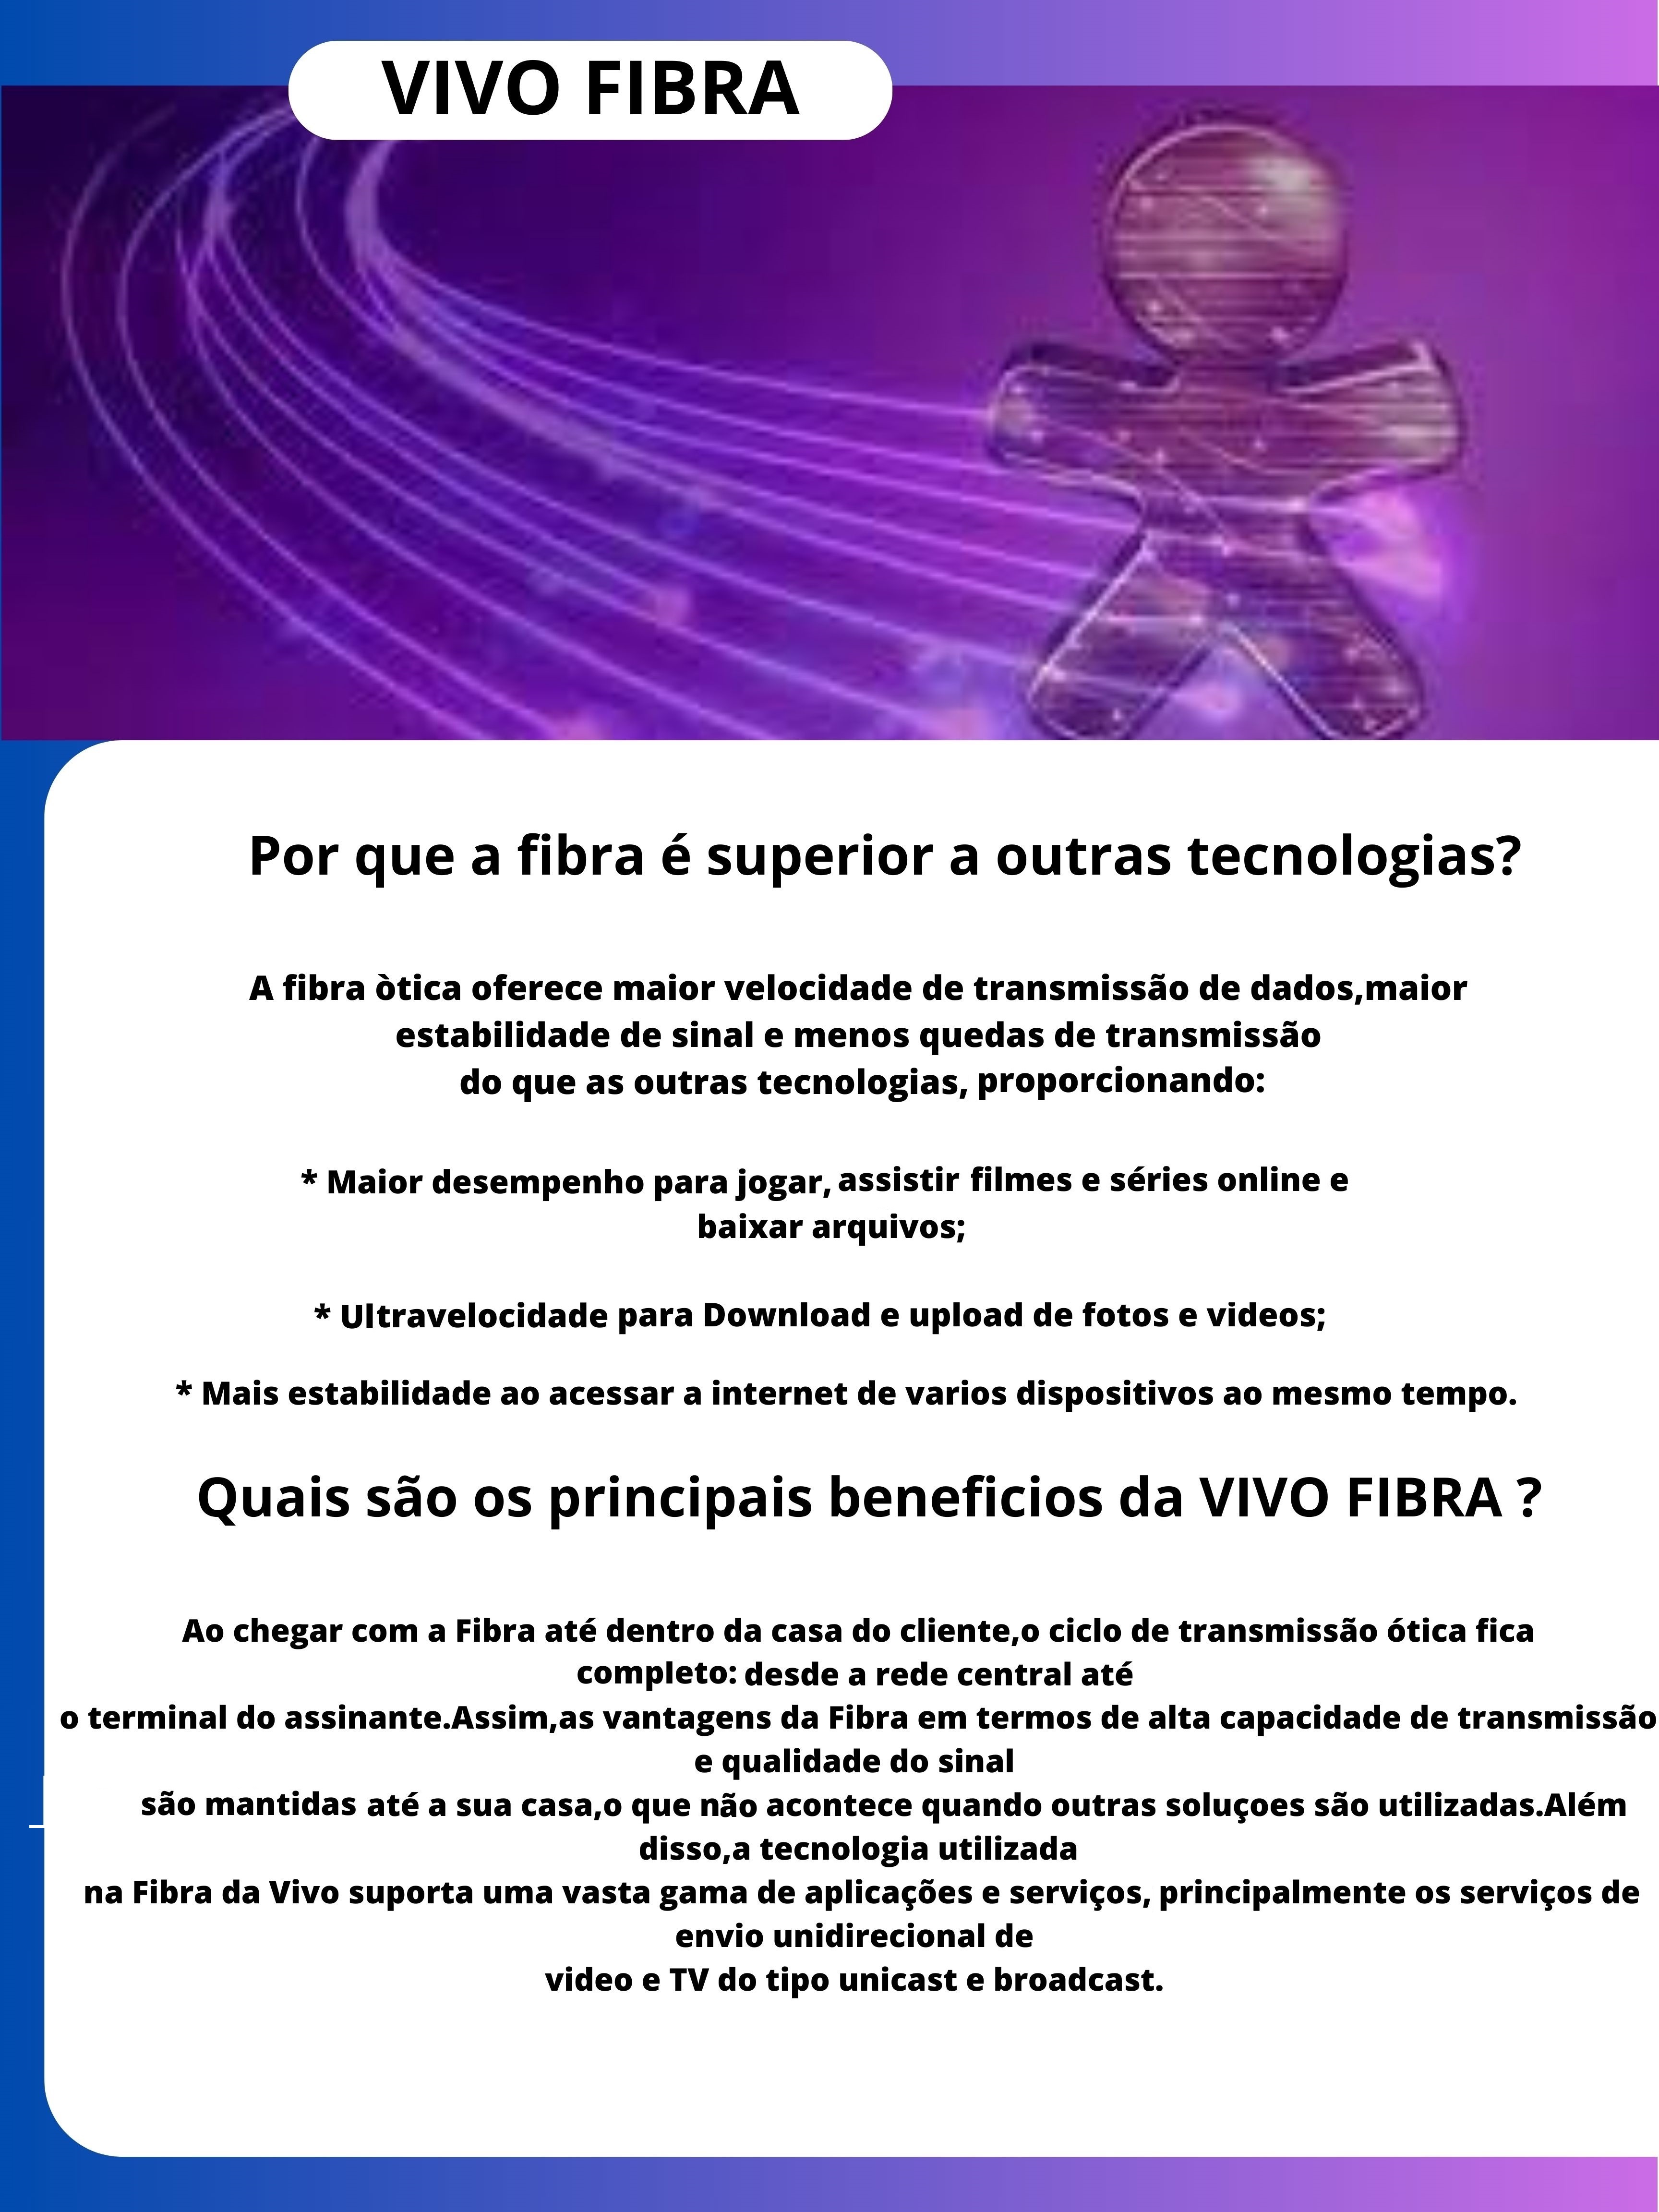 VIVO FIBRA
Por que a fibra é superior a outras tecnologias?
A fibra òtica oferece maior velocidade de transmissão de dados,maior
estabilidade de sinal e menos quedas de transmissão
do que as outras tecnologias, proporcionando:
* Maior desempenho para jogar, assistir filmes e séries online e
baixar arquivos;
* Ultravelocidade para Download e upload de fotos e videos;
* Mais estabilidade ao acessar a internet de varios dispositivos ao mesmo tempo.
Quais são os principais beneficios da VIVO FIBRA ?
Ao chegar com a Fibra até dentro da casa do cliente,o ciclo de transmissão ótica fica
completo: desde a rede central até
o terminal do assinante.Assim,as vantagens da Fibra em termos de alta capacidade de transmissão
e qualidade do sinal
são mantidas até a sua casa,o que não acontece quando outras soluçoes são utilizadas.Além
disso,a tecnologia utilizada
na Fibra da Vivo suporta uma vasta gama de aplicações e serviços, principalmente os serviços de
envio unidirecional de
video e TV do tipo unicast e broadcast.